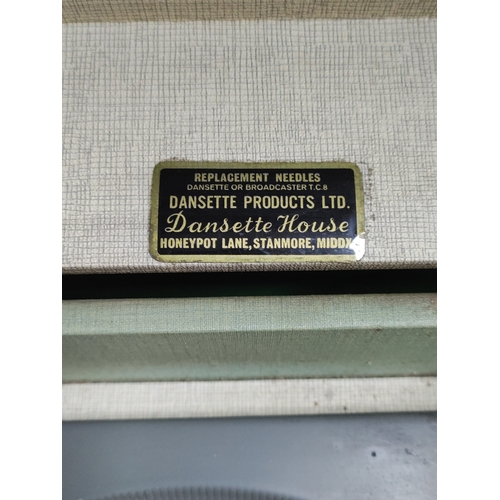 REPLACEMENT NEEDLES
DANSETTE OR BROADCASTER T.C.8
DANSETTE PRODUCTS LTD.
Dansette House
HONEYPOT LANE, STANMORE, MIDDX